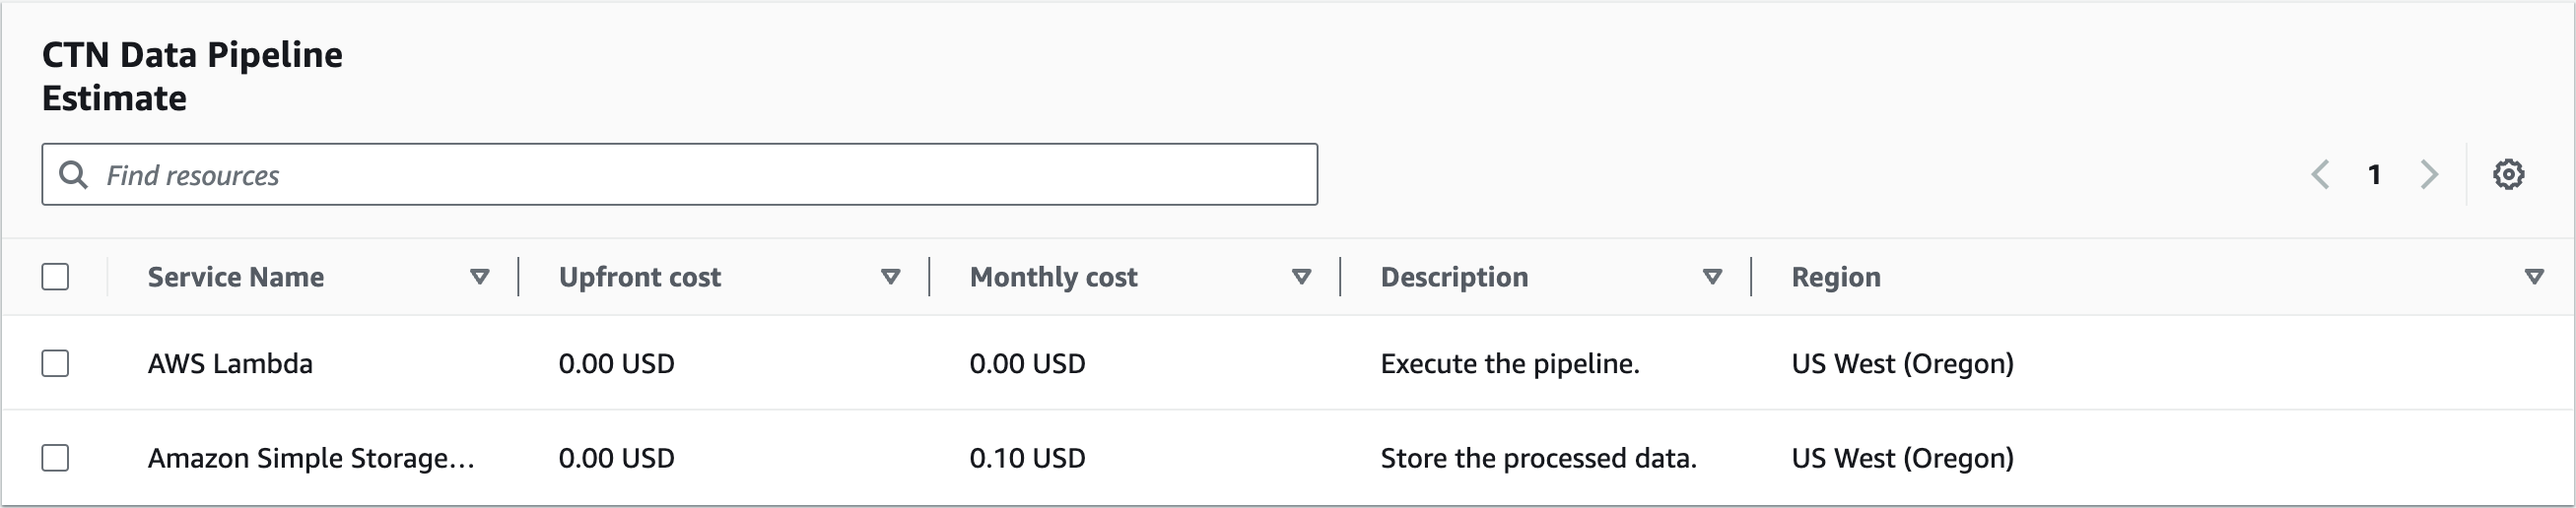 CTN Data Pipeline
Estimate
Find resources
1
Service Name Upfront cost Monthly cost Description Region
AWS Lambda 0.00 USD 0.00 USD Execute the pipeline. US West (Oregon)
Amazon Simple Storage... 0.00 USD 0.10 USD Store the processed data. US West (Oregon)